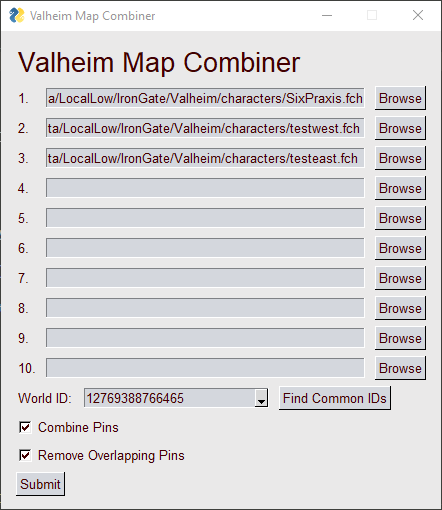 Valheim Map Combiner
Valheim Map Combiner
1. a/LocalLow/IronGate/Valheim/characters/SixPraxis.fch Browse
2. ta/LocalLow/IronGate/Valheim/characters/testwest.fch Browse
3. ta/LocalLow/IronGate/Valheim/characters/testeast.fch Browse
4. Browse
5. Browse
6. Browse
7. Browse
8. Browse
9. Browse
10. Browse
World ID: 12769388766465 Find Common IDs
Combine Pins
Remove Overlapping Pins
Submit